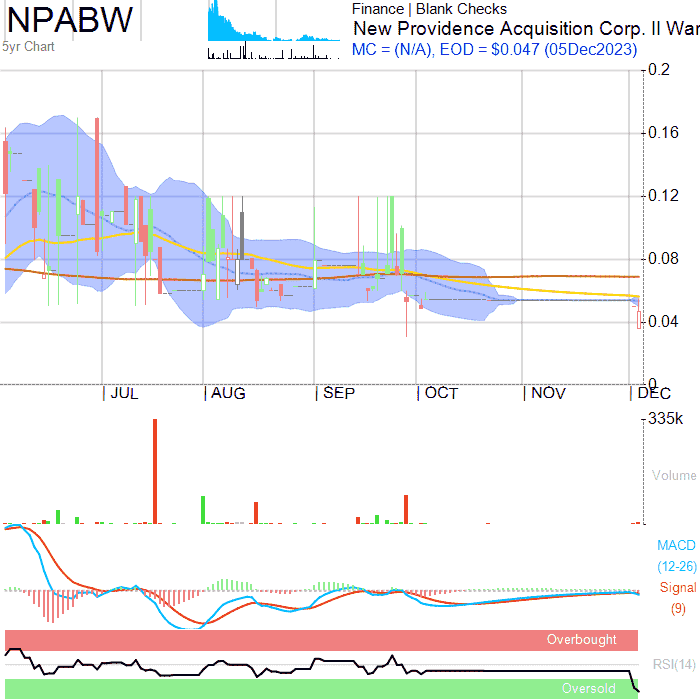 NPABW
5yr Chart
Finance | Blank Checks
New Providence Acquisition Corp. II War
MC = (N/A), EOD = $0.047 (05Dec2023)
0.2
0.16
0.12
0.08
0.04
0
JUL
AUG
SEP
OCT
NOV
DEC
335k
Volume
MACD
(12-26)
Signal
(9)
Overbought
RSI(14)
Oversold